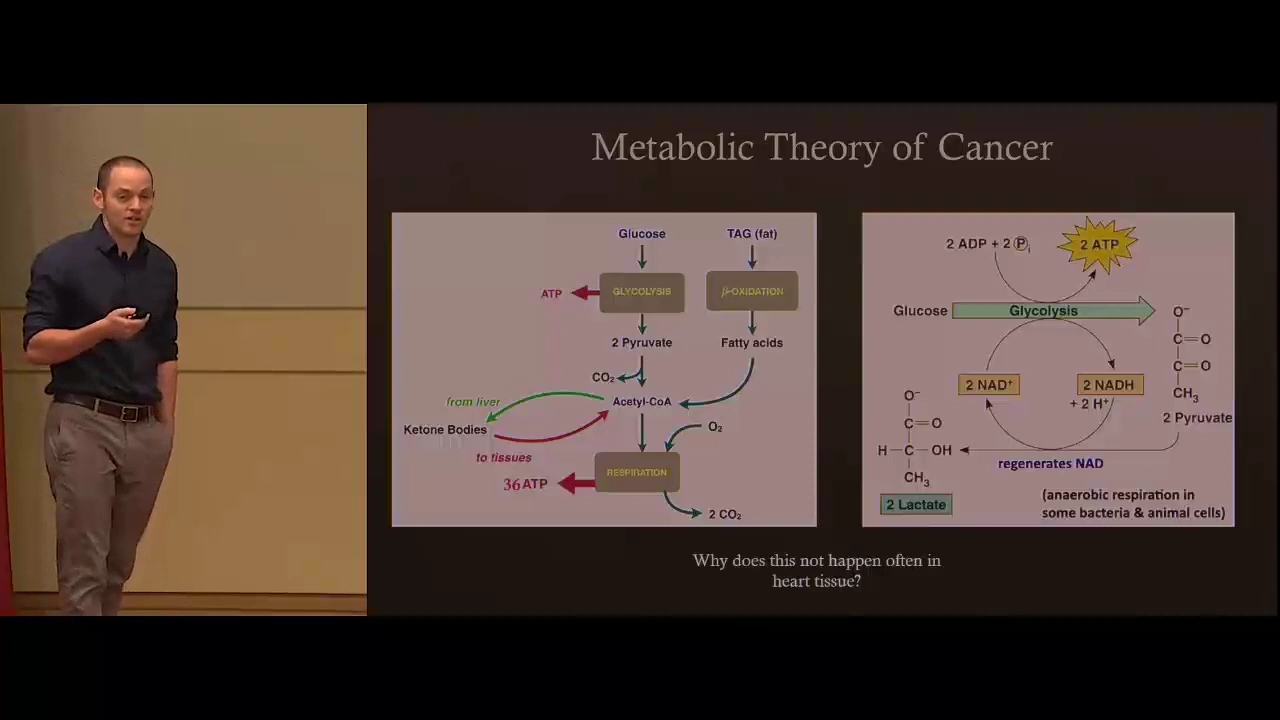 Metabolic Theory of Cancer
Glucose
TAG (fat)
ATP
GLYCOLYSIS
β-OXIDATION
2 Pyruvate
Fatty acids
CO₂
from liver
Acetyl-CoA
Ketone Bodies
O₂
to tissues
RESPIRATION
36 ATP
2 CO₂
2 ADP + 2 Pi
2 ATP
Glucose
Glycolysis
O⁻
C=O
C=O
CH₃
2 NAD⁺
2 NADH
+ 2 H⁺
2 Pyruvate
O⁻
C=O
H–C–OH
CH₃
regenerates NAD
2 Lactate
(anaerobic respiration in
some bacteria & animal cells)
Why does this not happen often in
heart tissue?